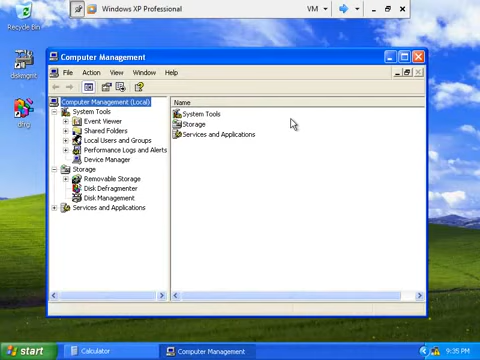 Windows XP Professional
VM
Recycle Bin
diskmgmt
Computer Management
File Action View Window Help
Computer Management (Local)
System Tools
Event Viewer
Shared Folders
Local Users and Groups
Performance Logs and Alerts
Device Manager
Storage
Removable Storage
Disk Defragmenter
Disk Management
Services and Applications
Name
System Tools
Storage
Services and Applications
start
Calculator
Computer Management
9:35 PM